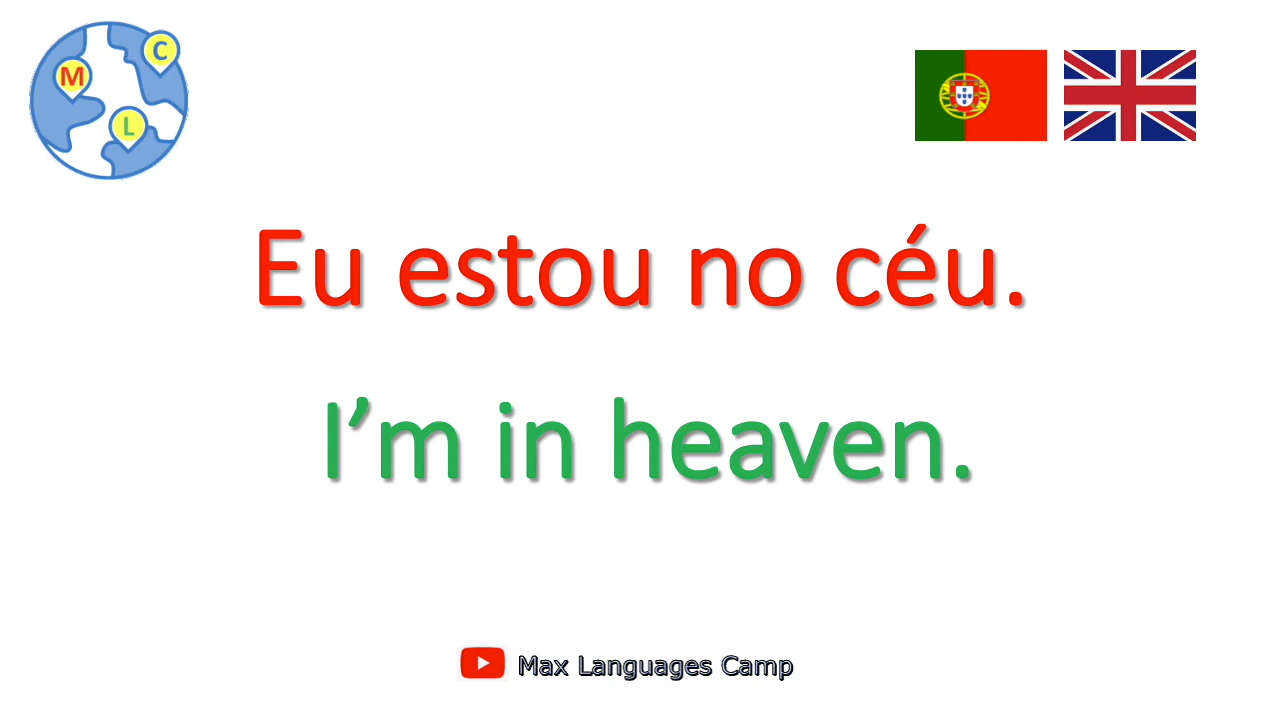 C
M
L
Eu estou no céu.
I’m in heaven.
Max Languages Camp